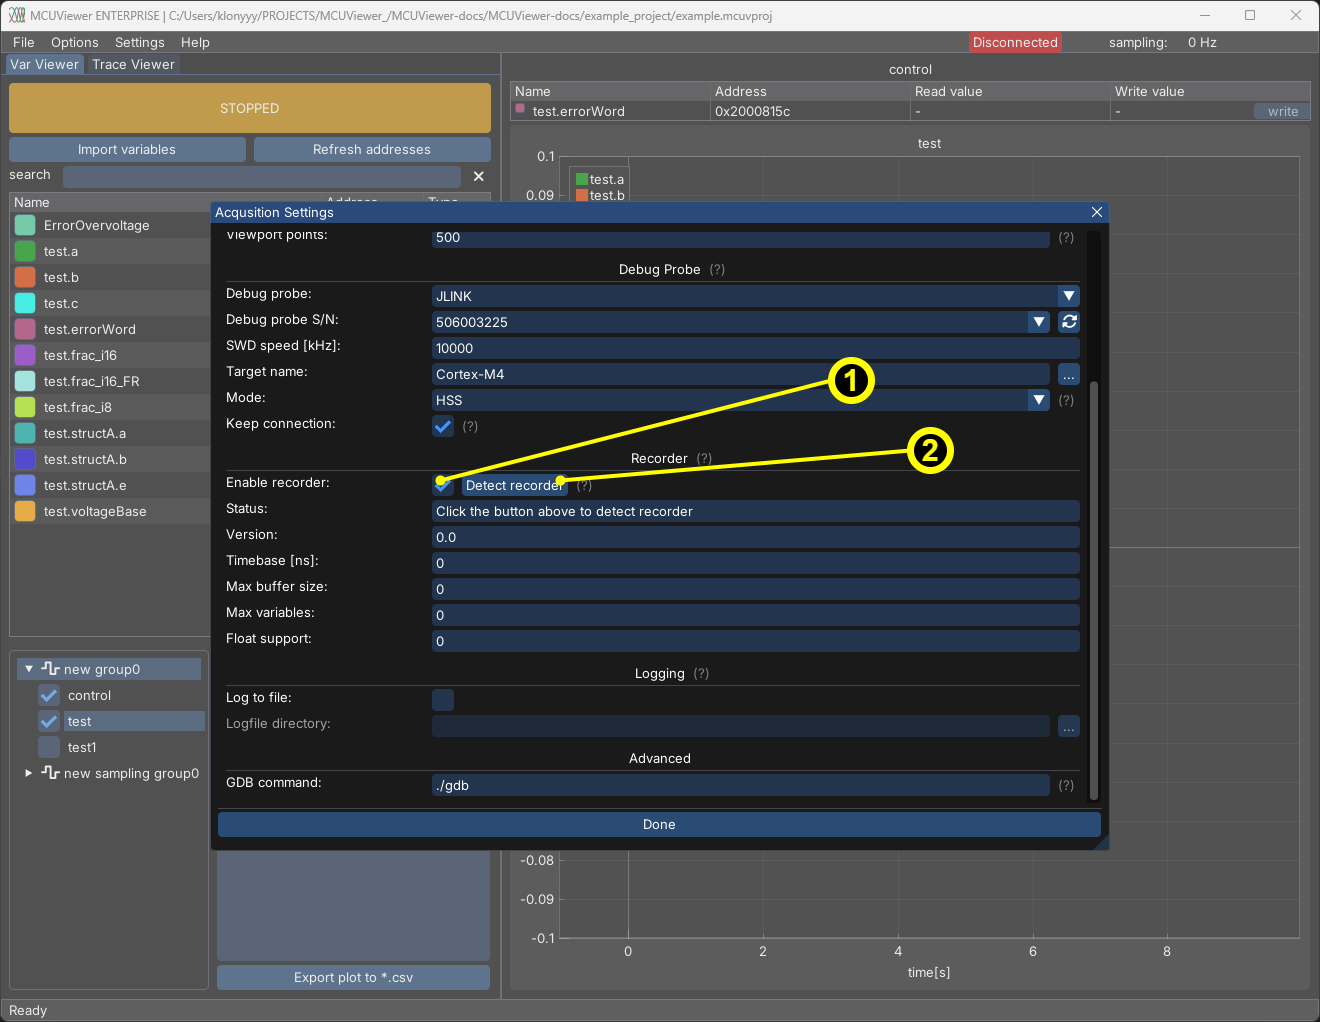 MCUViewer ENTERPRISE | C:/Users/klonyyy/PROJECTS/MCUViewer_/MCUViewer-docs/MCUViewer-docs/example_project/example.mcuvproj
File Options Settings Help
Disconnected sampling: 0 Hz
Var Viewer Trace Viewer
STOPPED
Import variables Refresh addresses
search
Name Address Type
ErrorOvervoltage
test.a
test.b
test.c
test.errorWord
test.frac_i16
test.frac_i16_FR
test.frac_i8
test.structA.a
test.structA.b
test.structA.e
test.voltageBase
new group0
control
test
test1
new sampling group0
Export plot to *.csv
Ready
control
Name Address Read value Write value
test.errorWord 0x2000815c - - write
test
0.1
0.09
test.a
test.b
-0.08
-0.09
-0.1
0 2 4 6 8
time[s]
Acqusition Settings
Viewport points: 500 (?)
Debug Probe (?)
Debug probe: JLINK
Debug probe S/N: 506003225
SWD speed [kHz]: 10000
Target name: Cortex-M4 ...
Mode: HSS (?)
Keep connection: (?)
Recorder (?)
Enable recorder: Detect recorder (?)
Status: Click the button above to detect recorder
Version: 0.0
Timebase [ns]: 0
Max buffer size: 0
Max variables: 0
Float support: 0
Logging (?)
Log to file:
Logfile directory: ...
Advanced
GDB command: ./gdb (?)
Done
1
2